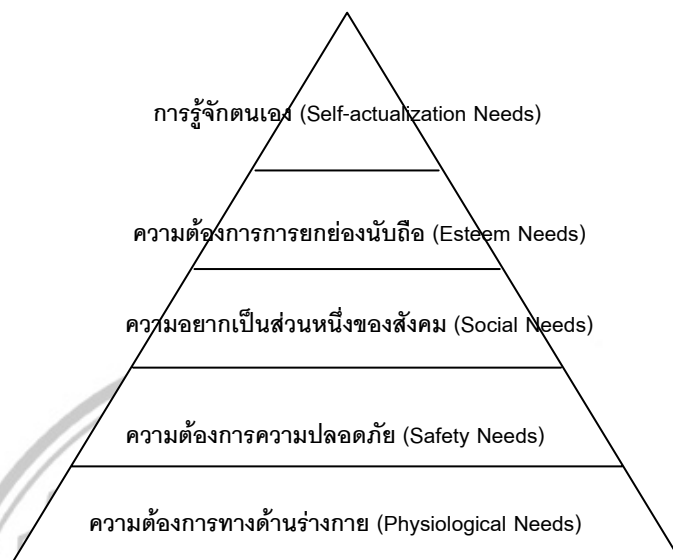 การรู้จักตนเอง (Self-actualization Needs)
ความต้องการการยกย่องนับถือ (Esteem Needs)
ความอยากเป็นส่วนหนึ่งของสังคม (Social Needs)
ความต้องการความปลอดภัย (Safety Needs)
ความต้องการทางด้านร่างกาย (Physiological Needs)